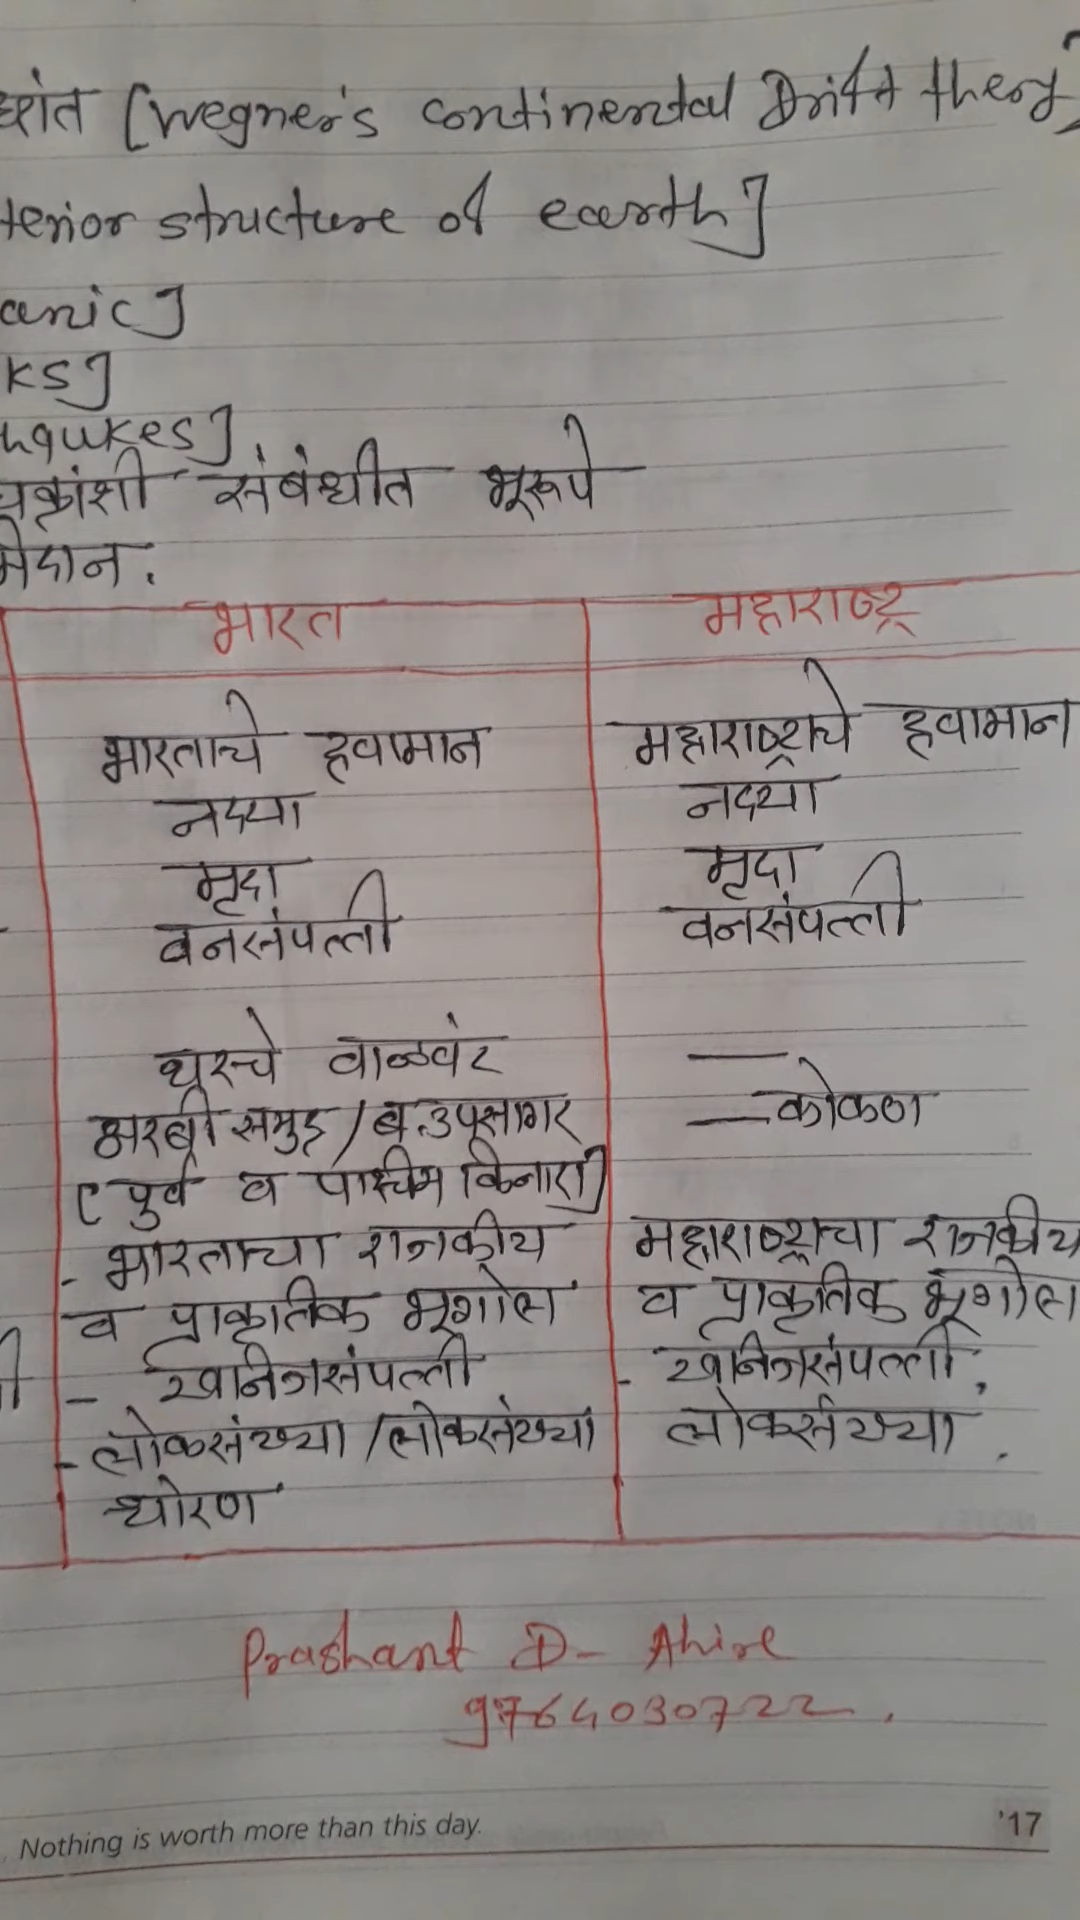 [Wegner's continental Drift theory]
terior structure of earth]
anic]
ks]
hawkes]
संबंधीत भूरूपे
मैदान.
भारत महाराष्ट्र
भारताचे हवामान महाराष्ट्राचे हवामान
नद्या नद्या
मृदा मृदा
वनसंपत्ती वनसंपत्ती
थरचे वाळवंट —
अरबी समुद्र / ब.उपसागर — कोकण
[पुर्व व पाश्चिम किनारा]
- भारताचा राजकीय महाराष्ट्राचा राजकीय
व प्राकृतिक भूगोल व प्राकृतिक भूगोल
- खनिजसंपत्ती - खनिजसंपत्ती.
- लोकसंख्या / लोकसंख्या लोकसंख्या.
धोरण
Prashant D- Ahire
9764030722.
Nothing is worth more than this day. '17